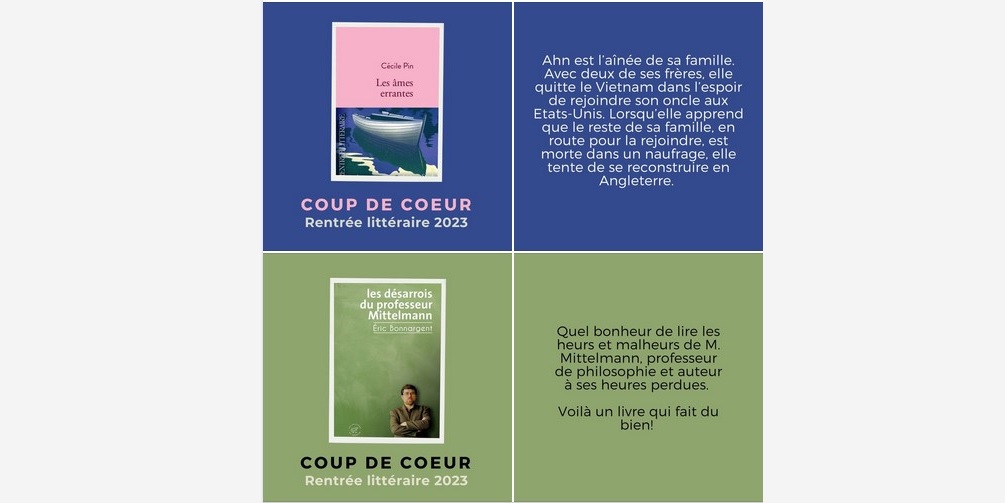 Cécile Pin
Les âmes
errantes
COUP DE COEUR
Rentrée littéraire 2023
Ahn est l'aînée de sa famille.
Avec deux de ses frères, elle
quitte le Vietnam dans l'espoir
de rejoindre son oncle aux
Etats-Unis. Lorsqu'elle apprend
que le reste de sa famille, en
route pour la rejoindre, est
morte dans un naufrage, elle
tente de se reconstruire en
Angleterre.
les désarrois
du professeur
Mittelmann
Éric Bonnargent
COUP DE COEUR
Rentrée littéraire 2023
Quel bonheur de lire les
heurs et malheurs de M.
Mittelmann, professeur
de philosophie et auteur
à ses heures perdues.
Voilà un livre qui fait du
bien!